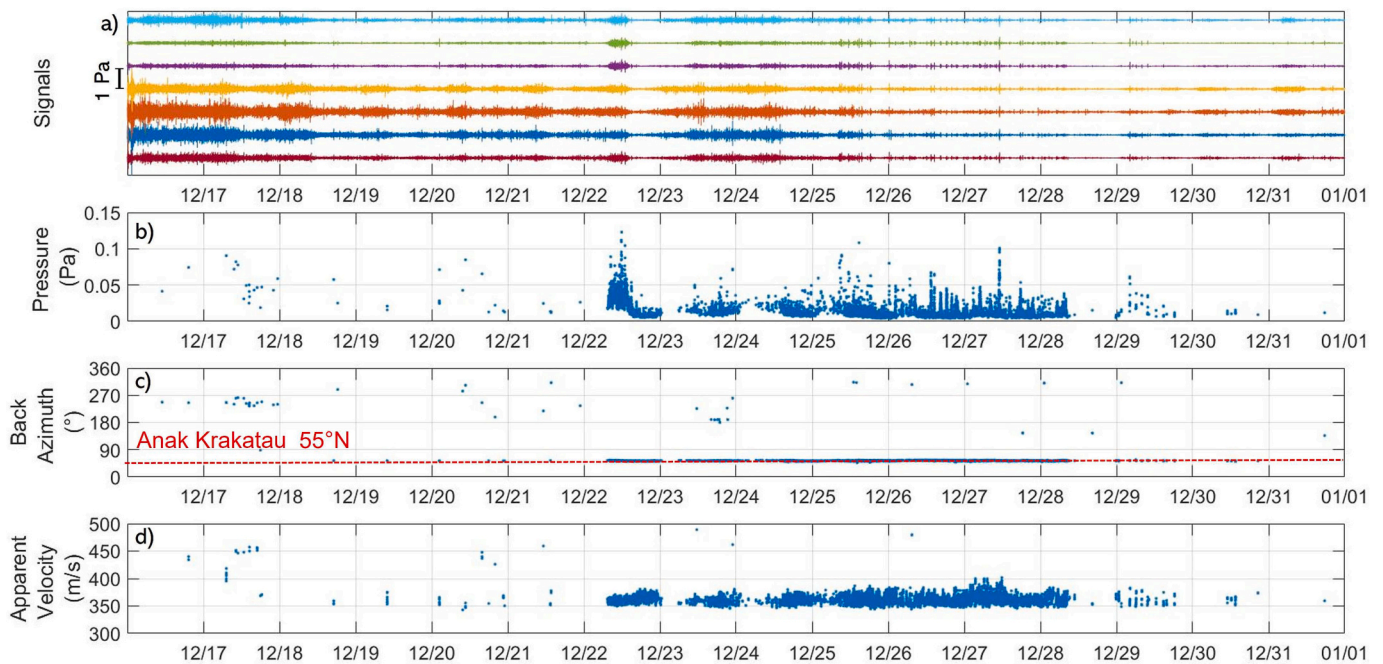 a)
Signals
1 Pa
12/17 12/18 12/19 12/20 12/21 12/22 12/23 12/24 12/25 12/26 12/27 12/28 12/29 12/30 12/31 01/01
b)
Pressure
(Pa)
0.15
0.1
0.05
0
12/17 12/18 12/19 12/20 12/21 12/22 12/23 12/24 12/25 12/26 12/27 12/28 12/29 12/30 12/31 01/01
c)
Back
Azimuth
(°)
360
270
180
90
0
Anak Krakatau 55°N
12/17 12/18 12/19 12/20 12/21 12/22 12/23 12/24 12/25 12/26 12/27 12/28 12/29 12/30 12/31 01/01
d)
Apparent
Velocity
(m/s)
500
450
400
350
300
12/17 12/18 12/19 12/20 12/21 12/22 12/23 12/24 12/25 12/26 12/27 12/28 12/29 12/30 12/31 01/01